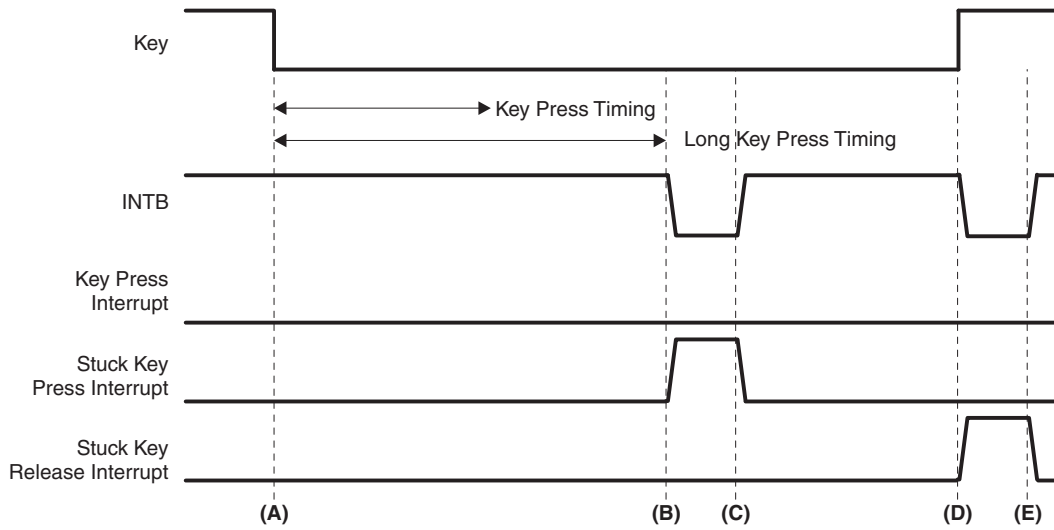 Key
Key Press Timing
Long Key Press Timing
INTB
Key Press
Interrupt
Stuck Key
Press Interrupt
Stuck Key
Release Interrupt
(A)
(B)
(C)
(D)
(E)